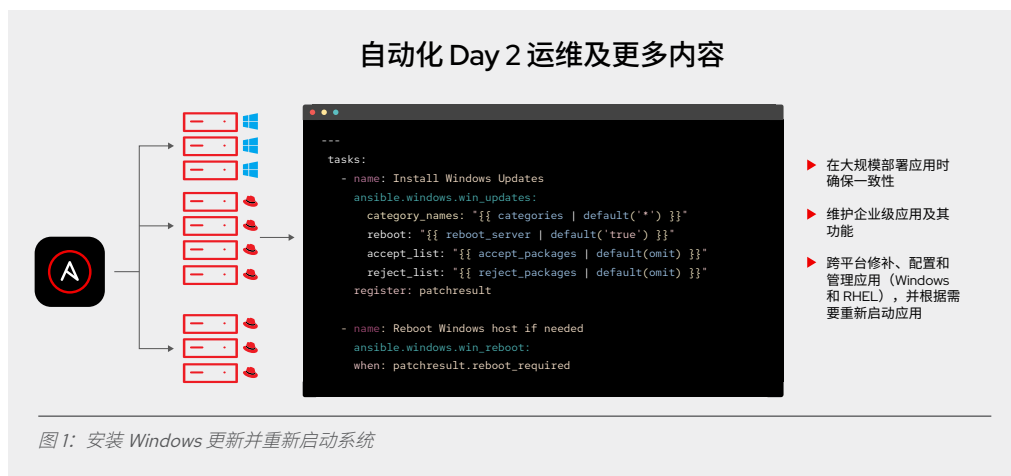 自动化 Day 2 运维及更多内容
---
tasks:
- name: Install Windows Updates
ansible.windows.win_updates:
category_names: "{{ categories | default('*') }}"
reboot: "{{ reboot_server | default('true') }}"
accept_list: "{{ accept_packages | default(omit) }}"
reject_list: "{{ reject_packages | default(omit) }}"
register: patchresult
- name: Reboot Windows host if needed
ansible.windows.win_reboot:
when: patchresult.reboot_required
在大规模部署应用时
确保一致性
维护企业级应用及其
功能
跨平台修补、配置和
管理应用（Windows
和 RHEL），并根据需
要重新启动应用
图 1：安装 Windows 更新并重新启动系统